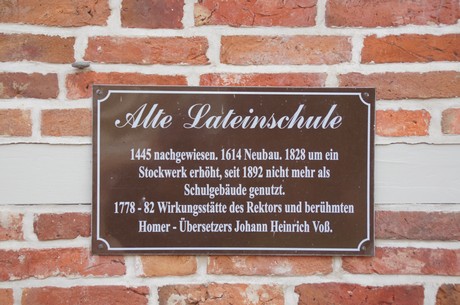 Alte Lateinschule
1445 nachgewiesen. 1614 Neubau. 1828 um ein
Stockwerk erhöht, seit 1892 nicht mehr als
Schulgebäude genutzt.
1778 - 82 Wirkungsstätte des Rektors und berühmten
Homer - Übersetzers Johann Heinrich Voß.